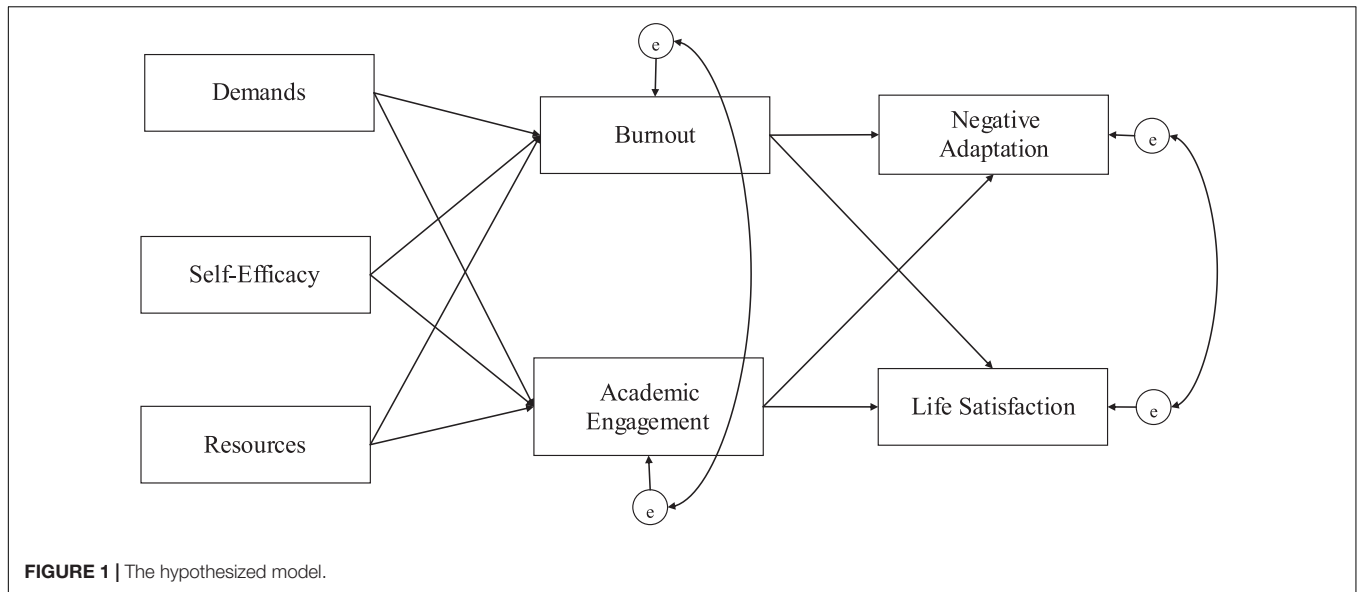 e
Demands
Burnout
Negative
Adaptation
e
Self-Efficacy
Resources
Academic
Engagement
Life Satisfaction
e
e
FIGURE 1 | The hypothesized model.